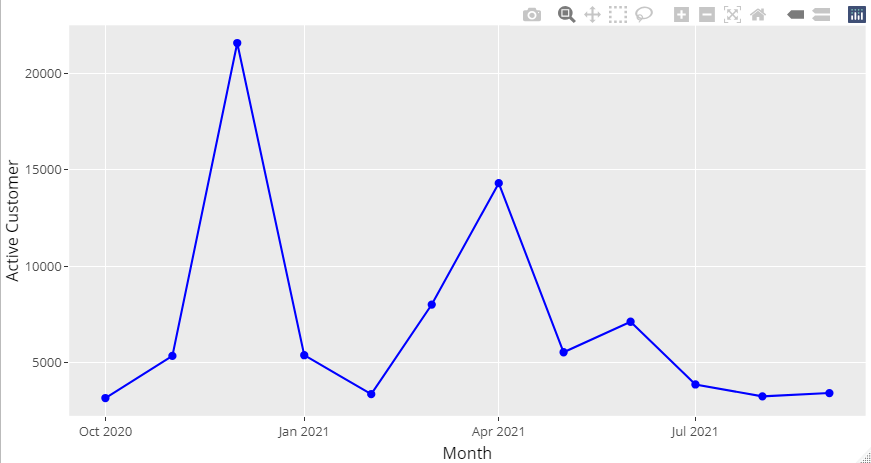 20000
15000
10000
5000
Active Customer
Oct 2020
Jan 2021
Apr 2021
Jul 2021
Month